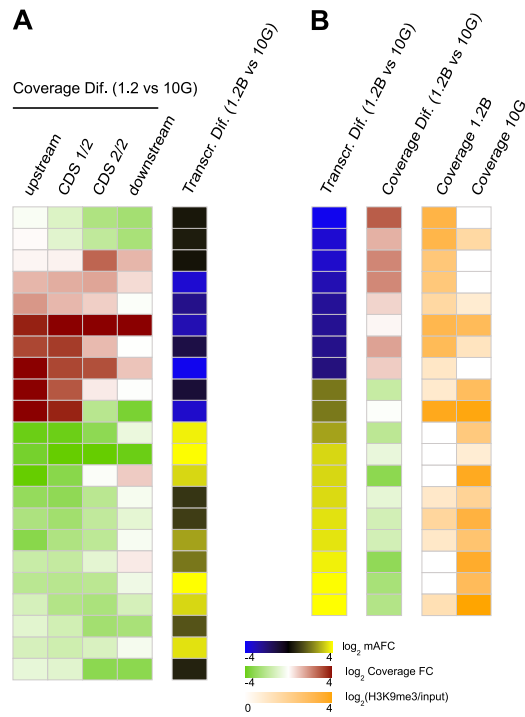 A
Coverage Dif. (1.2 vs 10G)
upstream
CDS 1/2
CDS 2/2
downstream
Transcr. Dif. (1.2B vs 10G)
B
Transcr. Dif. (1.2B vs 10G)
Coverage Dif. (1.2B vs 10G)
Coverage 1.2B
Coverage 10G
log2 mAFC
-4 4
log2 Coverage FC
-4 4
log2(H3K9me3/input)
0 4